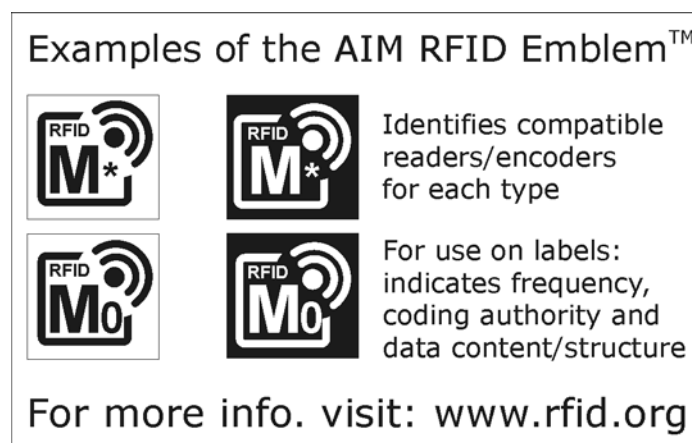 Examples of the AIM RFID Emblem™
RFID
M*
RFID
M*
Identifies compatible
readers/encoders
for each type
RFID
M0
RFID
M0
For use on labels:
indicates frequency,
coding authority and
data content/structure
For more info. visit: www.rfid.org